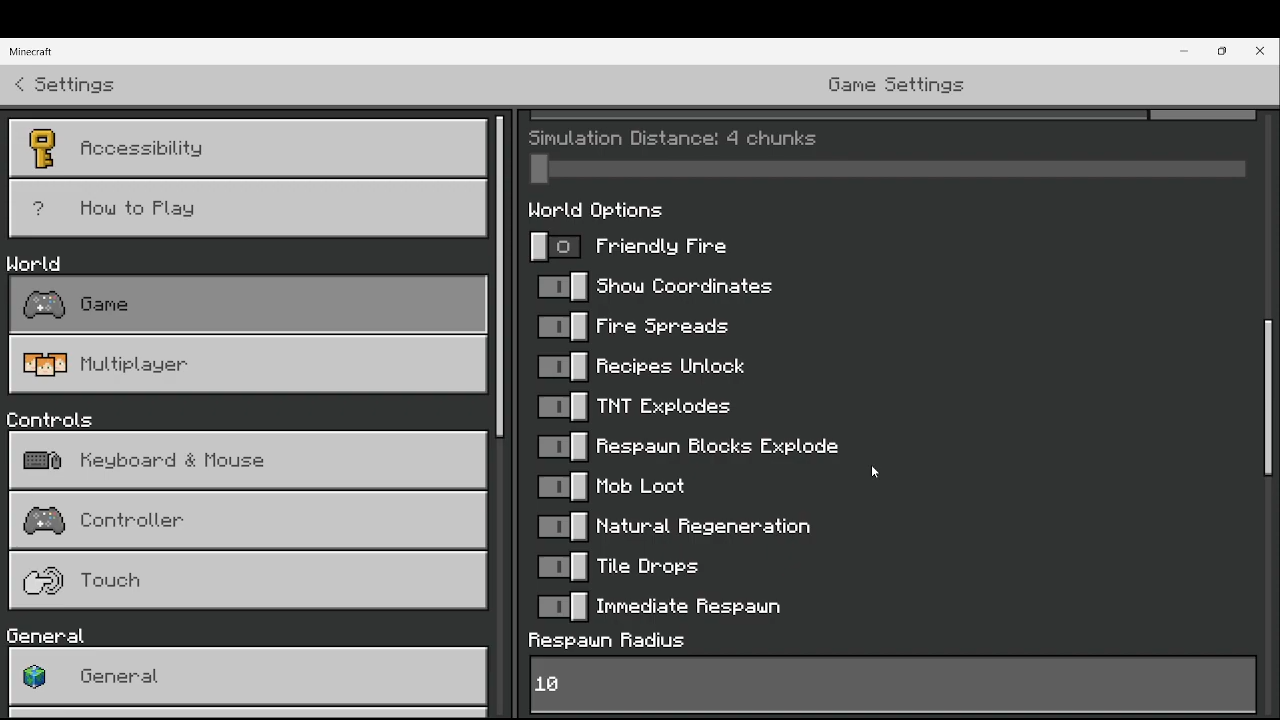 Minecraft
Settings
Game Settings
Accessibility
? How to Play
World
Game
Multiplayer
Controls
Keyboard & Mouse
Controller
Touch
General
General
Simulation Distance: 4 chunks
World Options
Friendly Fire
Show Coordinates
Fire Spreads
Recipes Unlock
TNT Explodes
Respawn Blocks Explode
Mob Loot
Natural Regeneration
Tile Drops
Immediate Respawn
Respawn Radius
10